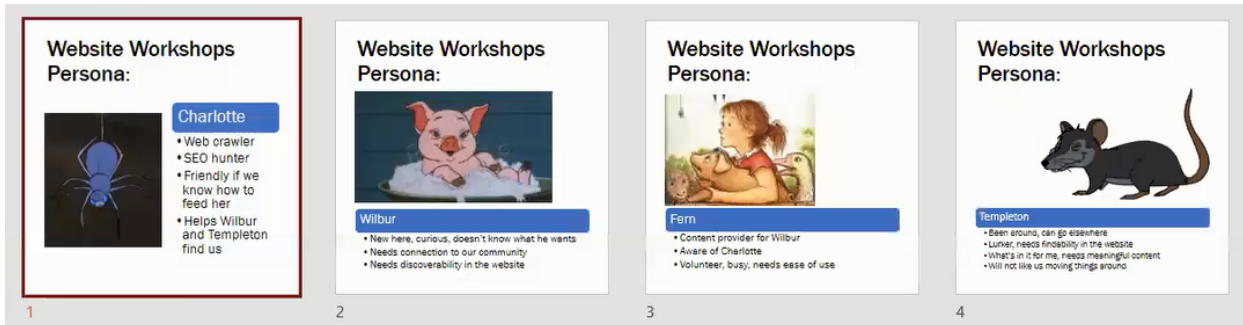 Website Workshops
Persona:
Charlotte
• Web crawler
• SEO hunter
• Friendly if we
know how to
feed her
• Helps Wilbur
and Templeton
find us
1
Website Workshops
Persona:
Wilbur
• New here, curious, doesn't know what he wants
• Needs connection to our community
• Needs discoverability in the website
2
Website Workshops
Persona:
Fern
• Content provider for Wilbur
• Aware of Charlotte
• Volunteer, busy, needs ease of use
3
Website Workshops
Persona:
Templeton
• Been around, can go elsewhere
• Lurker, needs findability in the website
• What's in it for me, needs meaningful content
• Will not like us moving things around
4